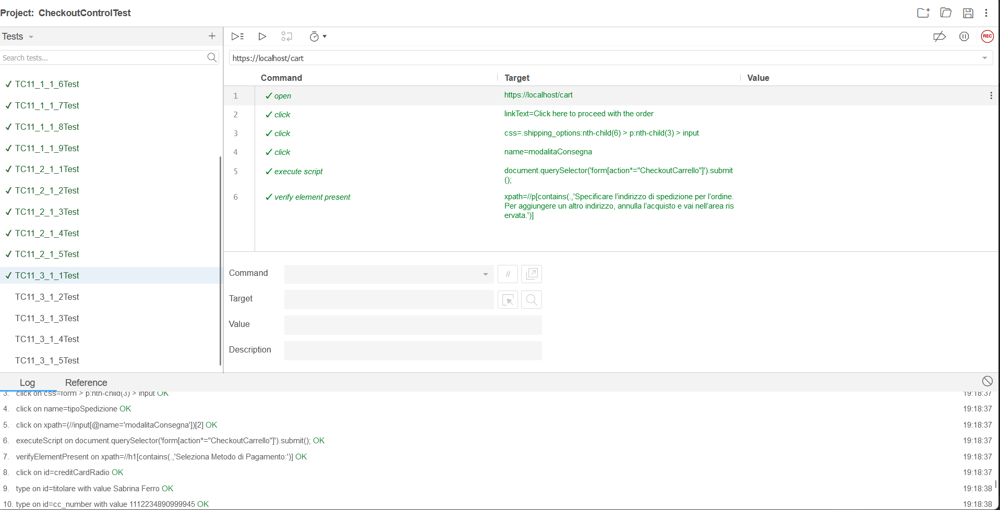 Project: CheckoutControlTest
Tests
Search tests...
TC11_1_1_6Test
TC11_1_1_7Test
TC11_1_1_8Test
TC11_1_1_9Test
TC11_2_1_1Test
TC11_2_1_2Test
TC11_2_1_3Test
TC11_2_1_4Test
TC11_2_1_5Test
TC11_3_1_1Test
TC11_3_1_2Test
TC11_3_1_3Test
TC11_3_1_4Test
TC11_3_1_5Test
REC
https://localhost/cart
Command Target Value
1 open https://localhost/cart
2 click linkText=Click here to proceed with the order
3 click css=.shipping_options:nth-child(6) > p:nth-child(3) > input
4 click name=modalitaConsegna
5 execute script document.querySelector('form[action*="CheckoutCarrello"]').submit
();
6 verify element present xpath=//p[contains(.,'Specificare l’indirizzo di spedizione per l’ordine.
Per aggiungere un altro indirizzo, annulla l’acquisto e vai nell’area ris
ervata.')]
Command //
Target
Value
Description
Log Reference
3. click on css=form > p:nth-child(3) > input OK 19:18:37
4. click on name=tipoSpedizione OK 19:18:37
5. click on xpath=(//input[@name='modalitaConsegna'])[2] OK 19:18:37
6. executeScript on document.querySelector('form[action*="CheckoutCarrello"]').submit(); OK 19:18:37
7. verifyElementPresent on xpath=//h1[contains(.,'Seleziona Metodo di Pagamento:')] OK 19:18:37
8. click on id=creditCardRadio OK 19:18:37
9. type on id=titolare with value Sabrina Ferro OK 19:18:38
10. type on id=cc_number with value 1112234890999945 OK 19:18:38